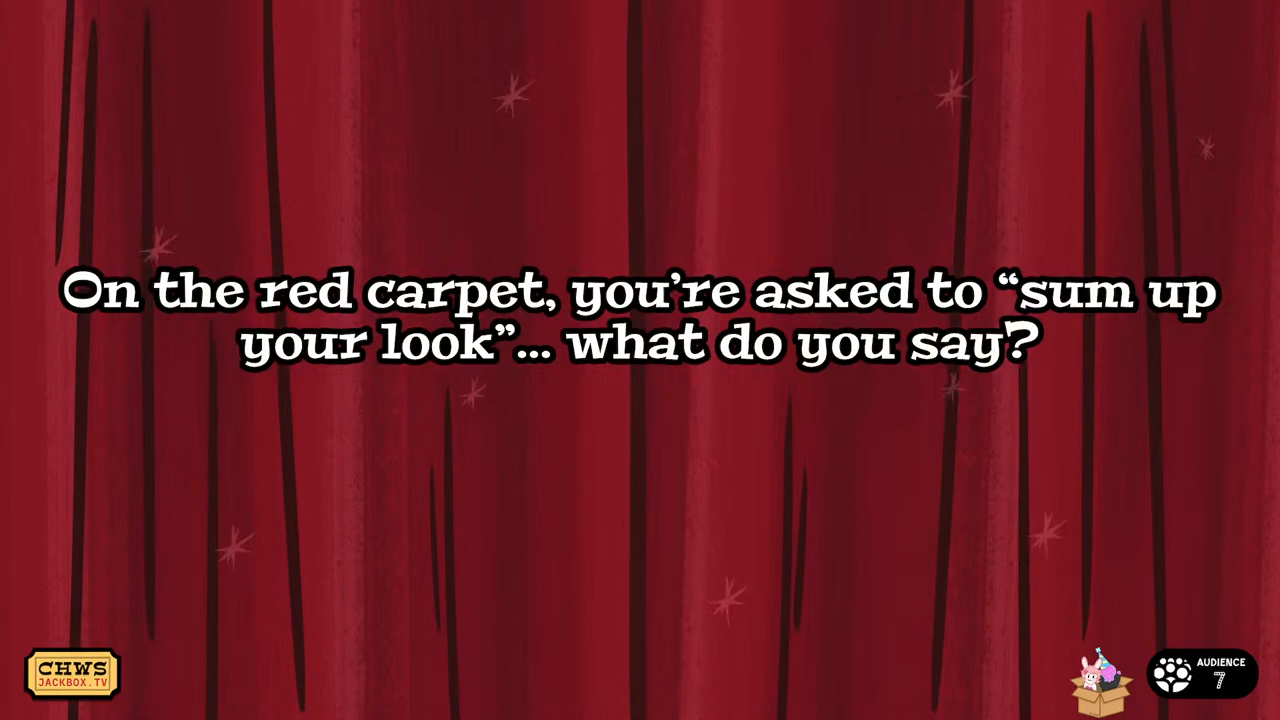 On the red carpet, you’re asked to “sum up
your look”... what do you say?
CHWS
JACKBOX.TV
AUDIENCE
7